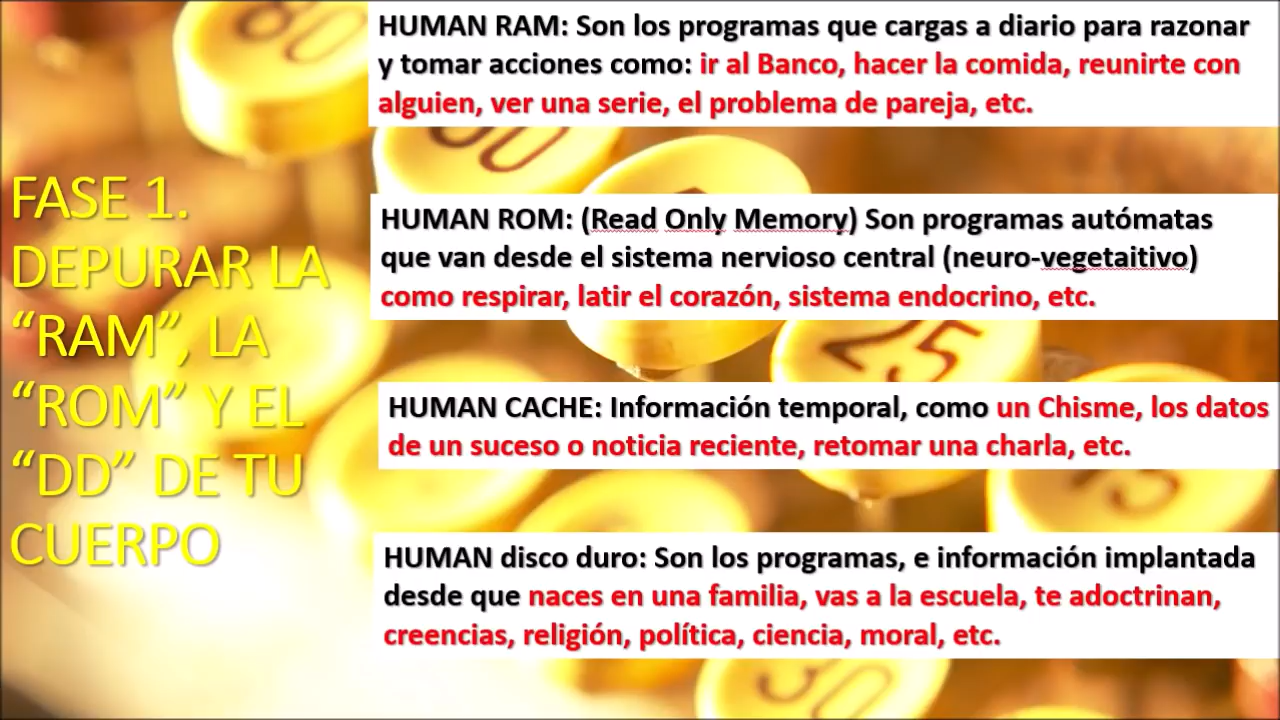 FASE 1.
DEPURAR LA
“RAM”, LA
“ROM” Y EL
“DD” DE TU
CUERPO
HUMAN RAM: Son los programas que cargas a diario para razonar
y tomar acciones como: ir al Banco, hacer la comida, reunirte con
alguien, ver una serie, el problema de pareja, etc.
HUMAN ROM: (Read Only Memory) Son programas autómatas
que van desde el sistema nervioso central (neuro-vegetaitivo)
como respirar, latir el corazón, sistema endocrino, etc.
HUMAN CACHE: Información temporal, como un Chisme, los datos
de un suceso o noticia reciente, retomar una charla, etc.
HUMAN disco duro: Son los programas, e información implantada
desde que naces en una familia, vas a la escuela, te adoctrinan,
creencias, religión, política, ciencia, moral, etc.
80
25
15
30